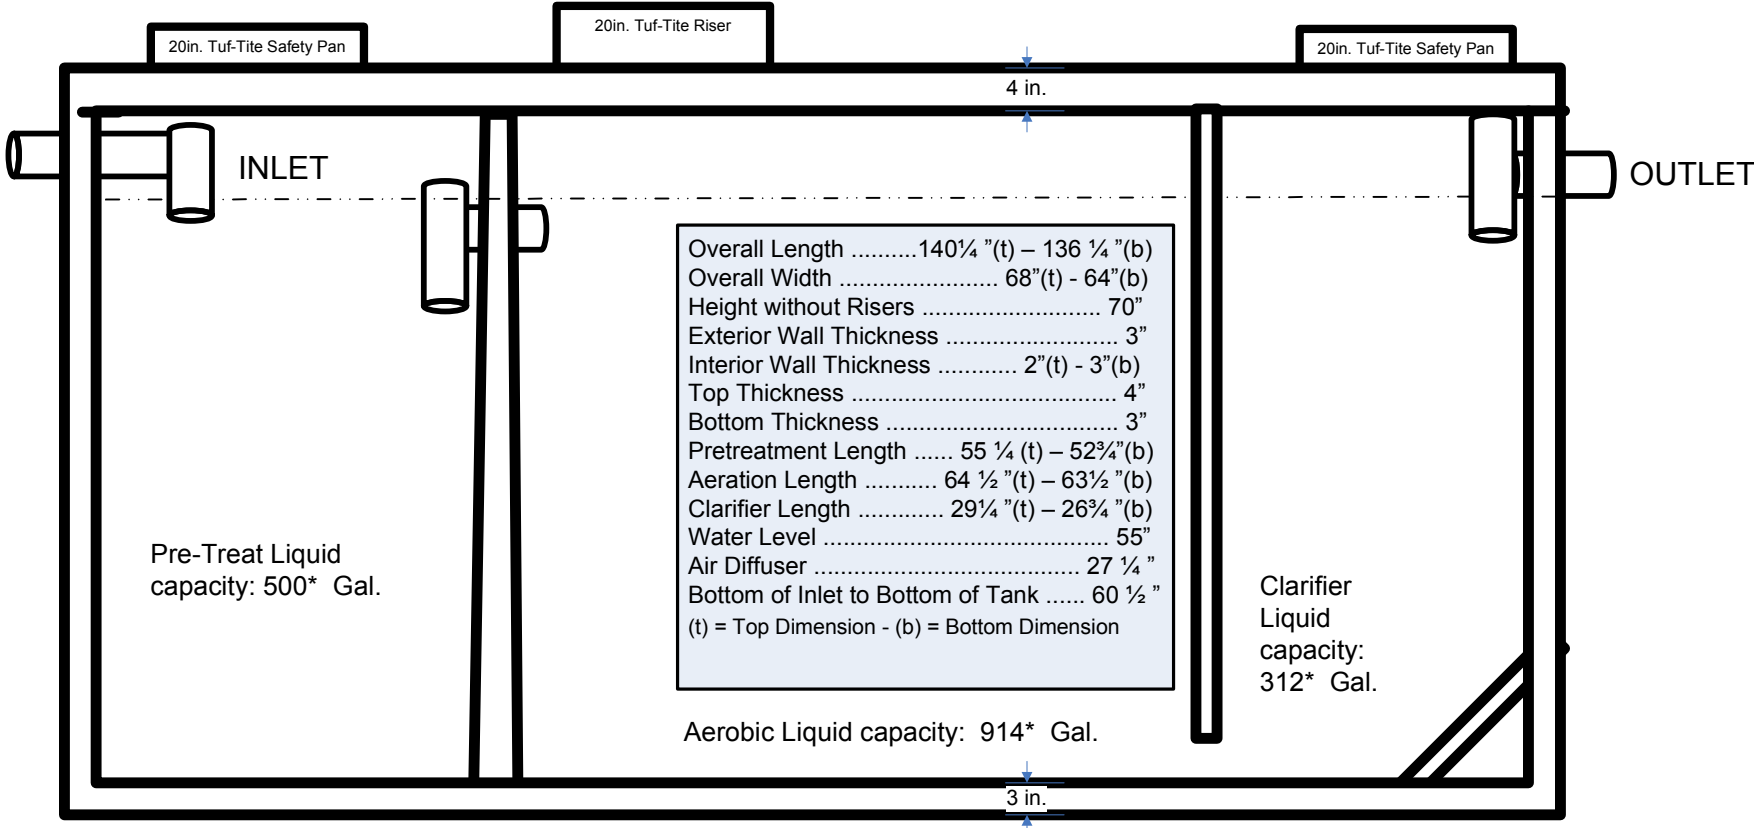 20in. Tuf-Tite Safety Pan
20in. Tuf-Tite Riser
20in. Tuf-Tite Safety Pan
4 in.
INLET
OUTLET
Overall Length ..........140¼ ”(t) – 136 ¼ ”(b)
Overall Width ........................ 68”(t) - 64”(b)
Height without Risers ........................... 70”
Exterior Wall Thickness .......................... 3”
Interior Wall Thickness ............ 2”(t) - 3”(b)
Top Thickness ........................................ 4”
Bottom Thickness ................................... 3”
Pretreatment Length ...... 55 ¼ (t) – 52¾”(b)
Aeration Length ........... 64 ½ ”(t) – 63½ ”(b)
Clarifier Length ............. 29¼ ”(t) – 26¾ ”(b)
Water Level ........................................... 55”
Air Diffuser ........................................ 27 ¼ ”
Bottom of Inlet to Bottom of Tank ...... 60 ½ ”
(t) = Top Dimension - (b) = Bottom Dimension
Pre-Treat Liquid
capacity: 500* Gal.
Clarifier
Liquid
capacity:
312* Gal.
Aerobic Liquid capacity: 914* Gal.
3 in.